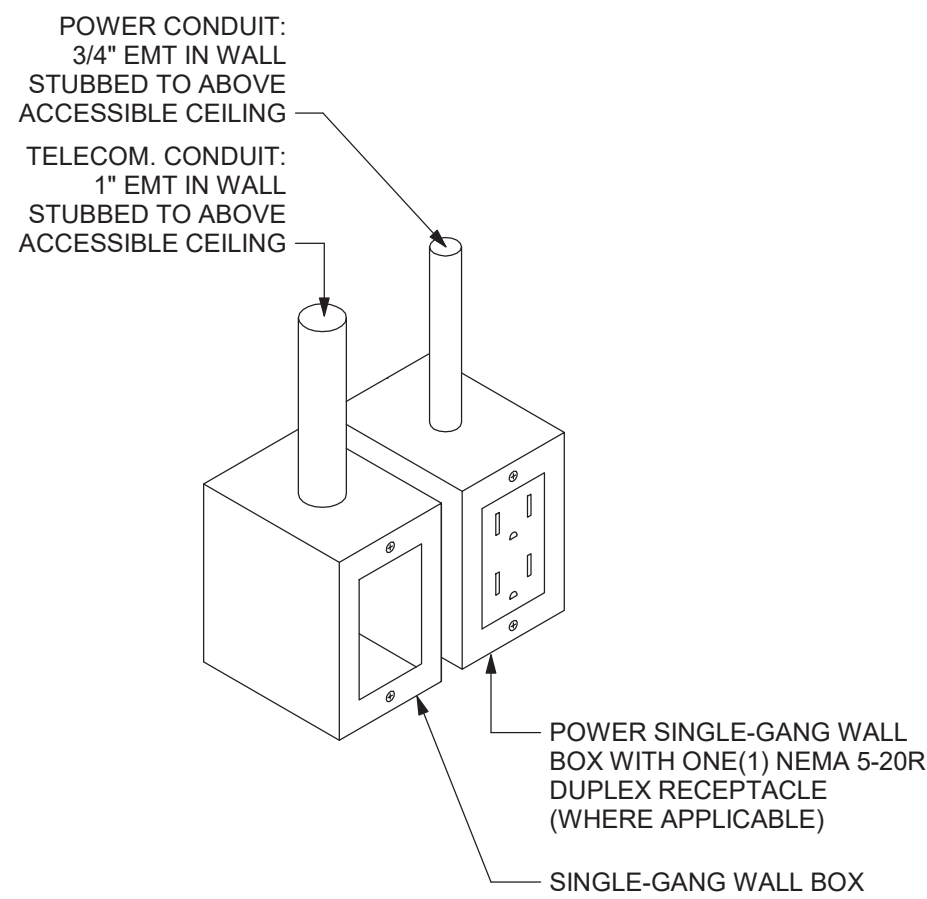 POWER CONDUIT:
3/4" EMT IN WALL
STUBBED TO ABOVE
ACCESSIBLE CEILING
TELECOM. CONDUIT:
1" EMT IN WALL
STUBBED TO ABOVE
ACCESSIBLE CEILING
POWER SINGLE-GANG WALL
BOX WITH ONE(1) NEMA 5-20R
DUPLEX RECEPTACLE
(WHERE APPLICABLE)
SINGLE-GANG WALL BOX